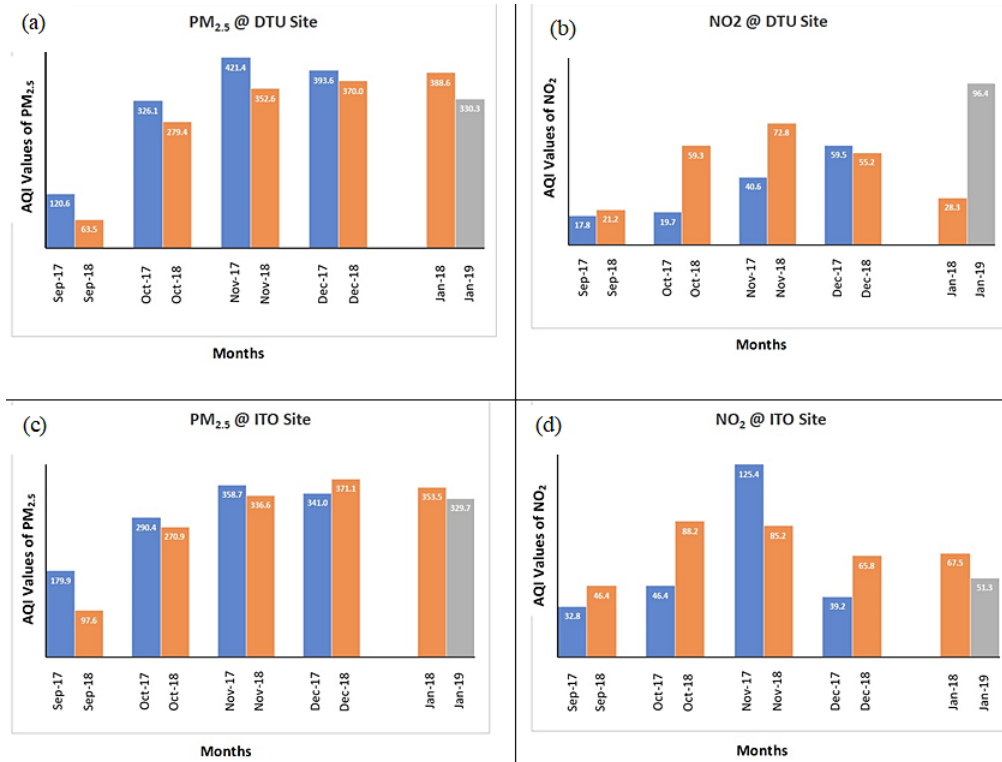 (a)
PM2.5 @ DTU Site
AQI Values of PM2.5
120.6
63.5
326.1
279.4
421.4
352.6
393.6
370.0
388.6
330.3
Sep-17
Sep-18
Oct-17
Oct-18
Nov-17
Nov-18
Dec-17
Dec-18
Jan-18
Jan-19
Months
(b)
NO2 @ DTU Site
AQI Values of NO2
17.8
21.2
19.7
59.3
40.6
72.8
59.5
55.2
28.3
96.4
Sep-17
Sep-18
Oct-17
Oct-18
Nov-17
Nov-18
Dec-17
Dec-18
Jan-18
Jan-19
Months
(c)
PM2.5 @ ITO Site
AQI Values of PM2.5
179.9
97.6
290.4
270.9
358.7
336.6
341.0
371.1
353.5
329.7
Sep-17
Sep-18
Oct-17
Oct-18
Nov-17
Nov-18
Dec-17
Dec-18
Jan-18
Jan-19
Months
(d)
NO2 @ ITO Site
AQI Values of NO2
32.8
46.4
46.4
88.2
125.4
85.2
39.2
65.8
67.5
51.3
Sep-17
Sep-18
Oct-17
Oct-18
Nov-17
Nov-18
Dec-17
Dec-18
Jan-18
Jan-19
Months